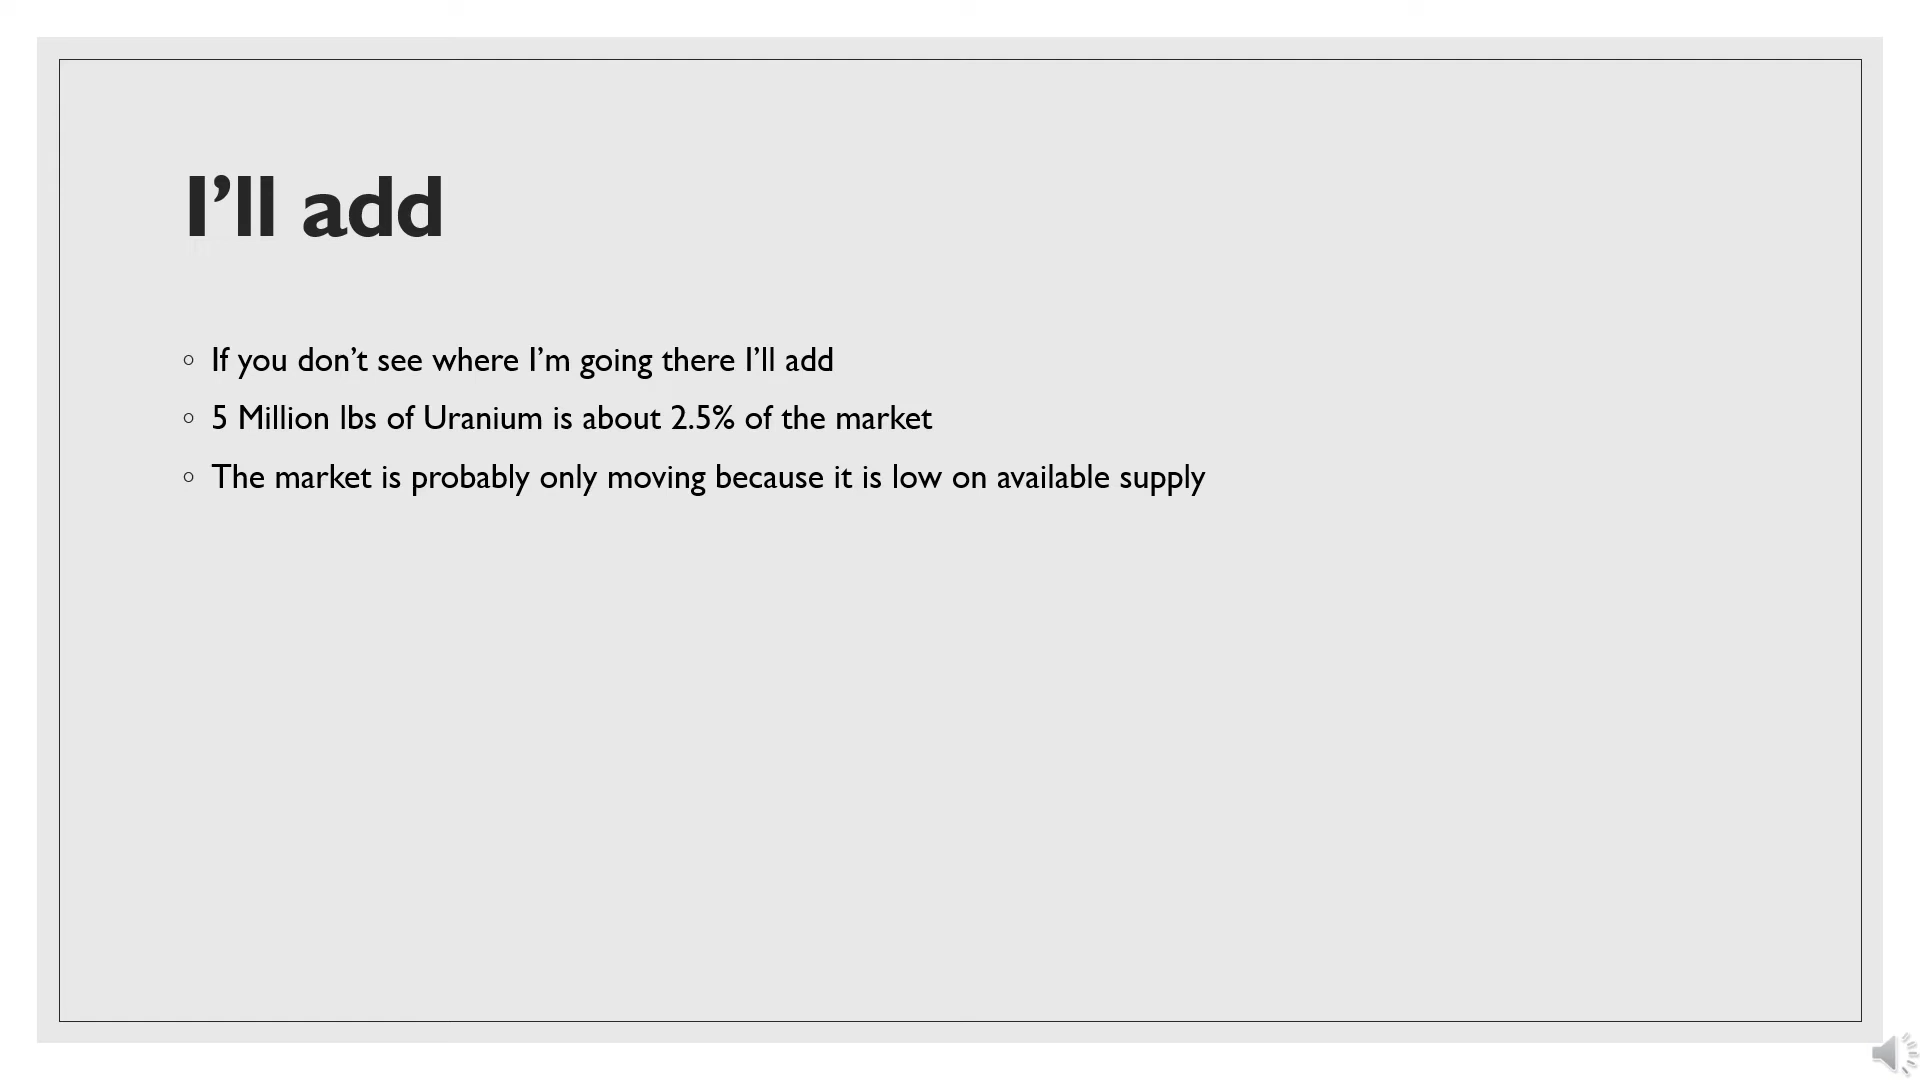 I’ll add
◦ If you don’t see where I’m going there I’ll add
◦ 5 Million lbs of Uranium is about 2.5% of the market
◦ The market is probably only moving because it is low on available supply